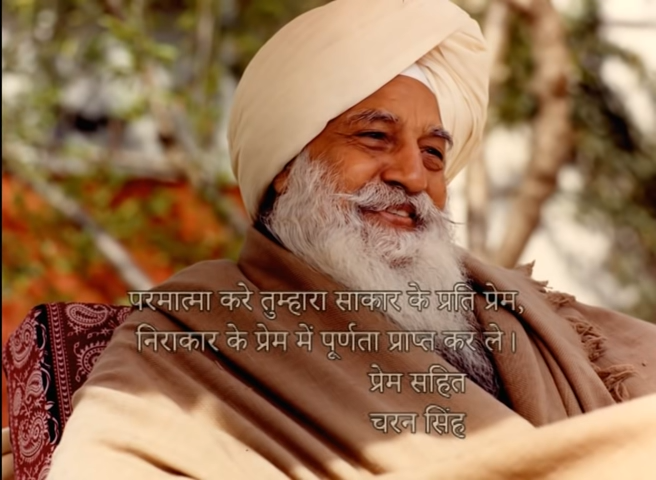 परमात्मा करे तुम्हारा साकार के प्रति प्रेम,
निराकार के प्रेम में पूर्णता प्राप्त कर ले।
प्रेम सहित
चरन सिंह